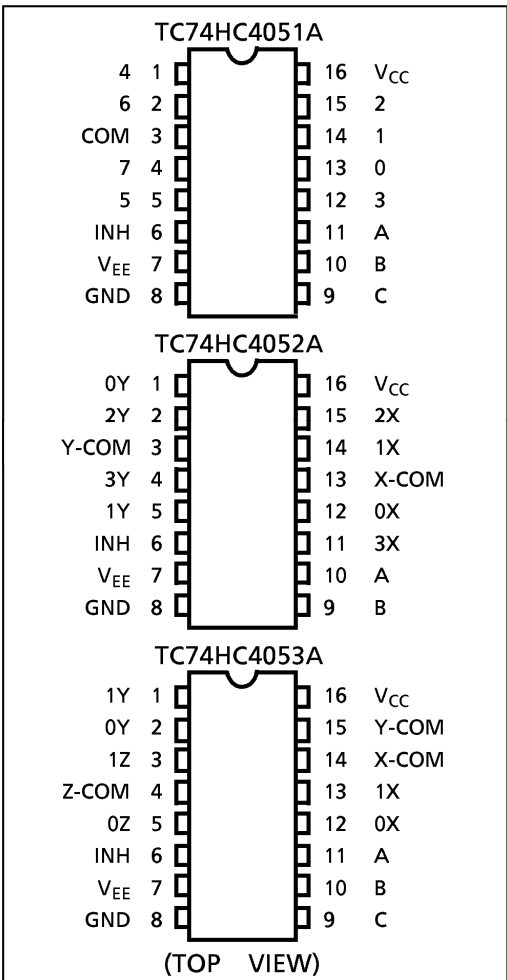 TC74HC4051A
4 1 16 VCC
6 2 15 2
COM 3 14 1
7 4 13 0
5 5 12 3
INH 6 11 A
VEE 7 10 B
GND 8 9 C
TC74HC4052A
0Y 1 16 VCC
2Y 2 15 2X
Y-COM 3 14 1X
3Y 4 13 X-COM
1Y 5 12 0X
INH 6 11 3X
VEE 7 10 A
GND 8 9 B
TC74HC4053A
1Y 1 16 VCC
0Y 2 15 Y-COM
1Z 3 14 X-COM
Z-COM 4 13 1X
0Z 5 12 0X
INH 6 11 A
VEE 7 10 B
GND 8 9 C
(TOP VIEW)